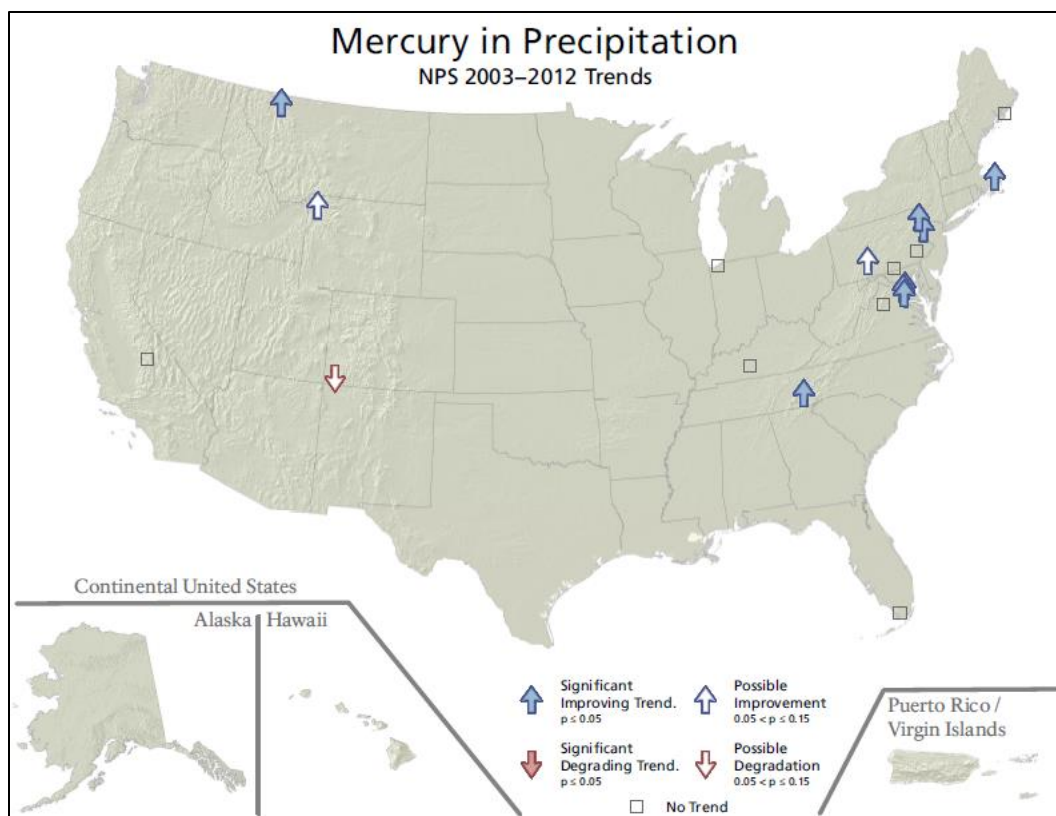 Mercury in Precipitation
NPS 2003–2012 Trends
Continental United States
Alaska
Hawaii
Significant
Improving Trend.
p ≤ 0.05
Possible
Improvement
0.05 < p ≤ 0.15
Significant
Degrading Trend.
p ≤ 0.05
Possible
Degradation
0.05 < p ≤ 0.15
No Trend
Puerto Rico /
Virgin Islands